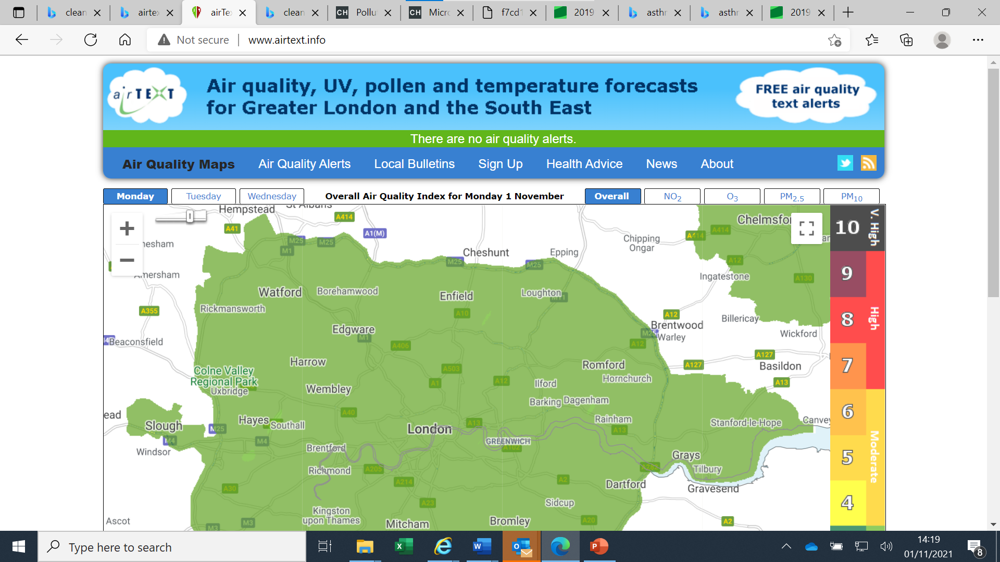 clean
airtex
airTex
clean
CH Pollu
CH Micro
f7cd1
2019
asthr
asthr
2019
Not secure
www.airtext.info
airTEXT
Air quality, UV, pollen and temperature forecasts
for Greater London and the South East
FREE air quality
text alerts
There are no air quality alerts.
Air Quality Maps
Air Quality Alerts
Local Bulletins
Sign Up
Health Advice
News
About
Monday
Tuesday
Wednesday
Overall Air Quality Index for Monday 1 November
Overall
NO2
O3
PM2.5
PM10
Hempstead
St Albans
A414
A41
A1(M)
M25
M25
M1
hesham
Amersham
Cheshunt
M25
Epping
M25
Chipping
Ongar
A414
A414
Chelmsfo
A12
Ingatestone
A130
Watford
Borehamwood
Enfield
Loughton
M11
Rickmansworth
A355
A10
A12
Billericay
Brentwood
Edgware
M1
M25
Warley
Wickford
Beaconsfield
A406
A12
A127
Harrow
Romford
A127
Basildon
Colne Valley
Regional Park
A503
Hornchurch
Uxbridge
Wembley
A1
A12
Ilford
A13
Barking
Dagenham
A40
ead
Slough
Hayes
Southall
M25
London
A13
Rainham
A13
Stanford-le-Hope
Canvey
M4
M4
Windsor
Brentford
GREENWICH
A102
Grays
Richmond
A205
A282
Tilbury
A30
A214
A2
Dartford
Gravesend
A23
Sidcup
Kingston
upon Thames
Ascot
M3
M3
Mitcham
Bromley
A20
A2
10
V. High
9
8
High
7
6
5
Moderate
4
Type here to search
14:19
01/11/2021
8